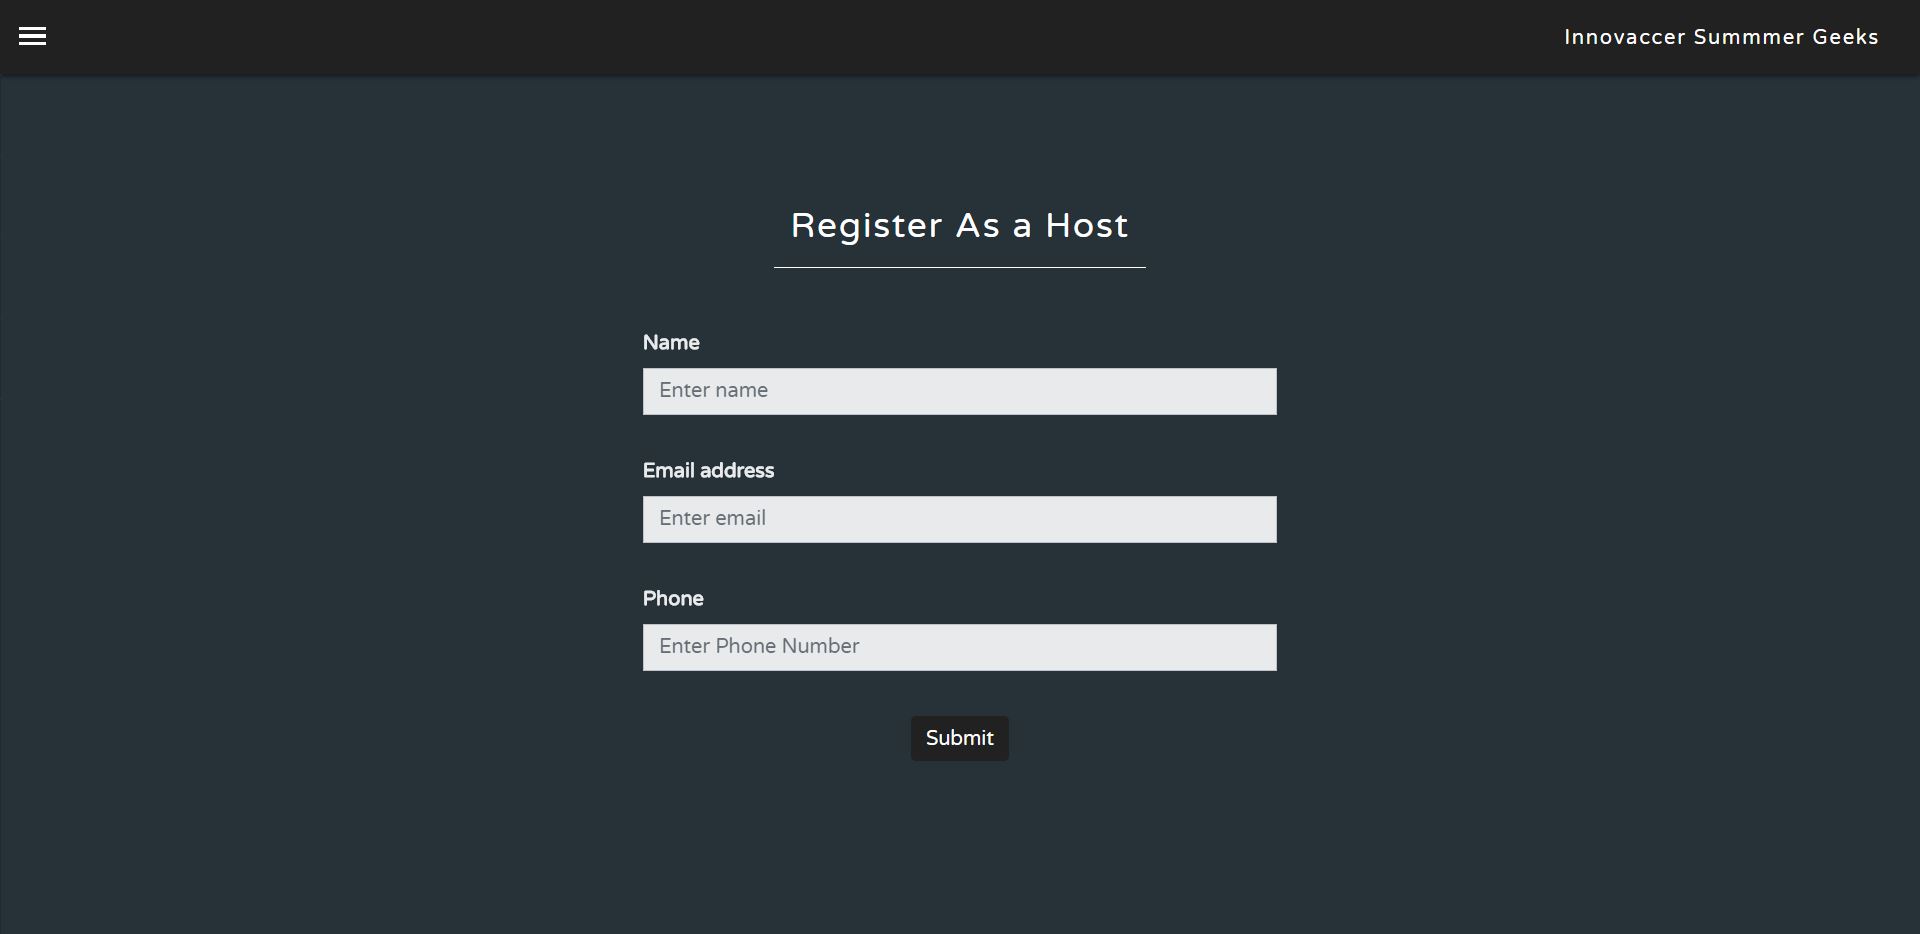 Innovaccer Summmer Geeks
Register As a Host
Name
Enter name
Email address
Enter email
Phone
Enter Phone Number
Submit